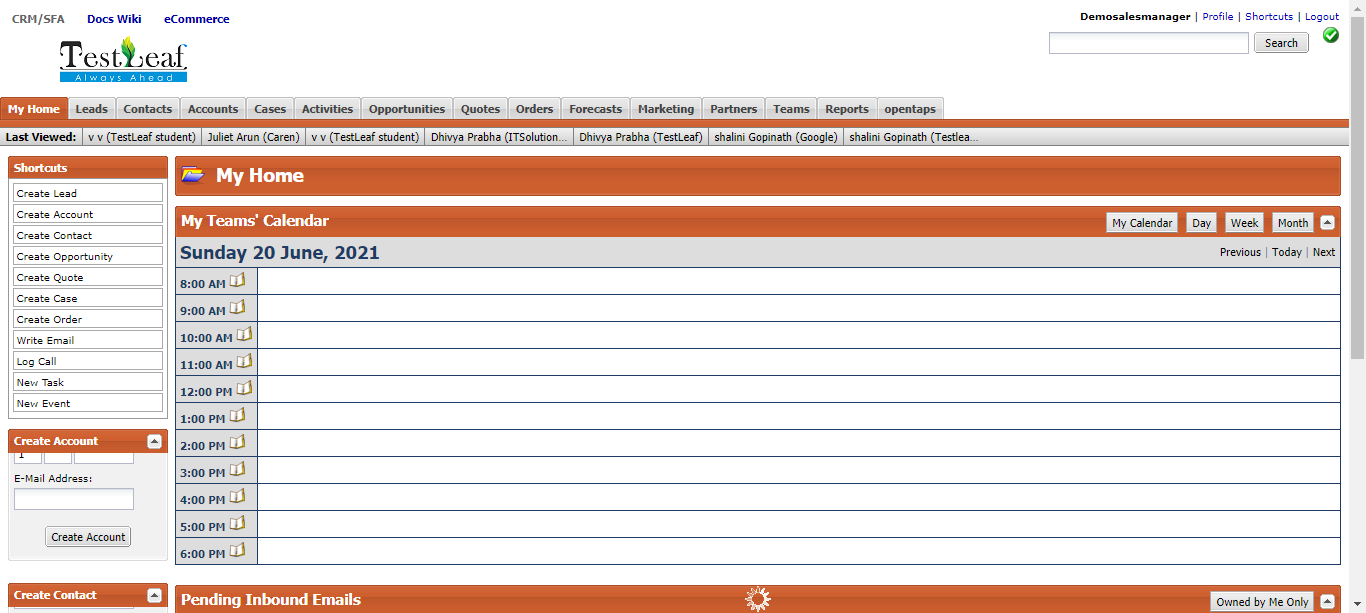 CRM/SFA Docs Wiki eCommerce
Demosalesmanager | Profile | Shortcuts | Logout
Search
TestLeaf
Always Ahead
My Home Leads Contacts Accounts Cases Activities Opportunities Quotes Orders Forecasts Marketing Partners Teams Reports opentaps
Last Viewed: v v (TestLeaf student) Juliet Arun (Caren) v v (TestLeaf student) Dhivya Prabha (ITSolution... Dhivya Prabha (TestLeaf) shalini Gopinath (Google) shalini Gopinath (Testlea...
Shortcuts
Create Lead
Create Account
Create Contact
Create Opportunity
Create Quote
Create Case
Create Order
Write Email
Log Call
New Task
New Event
Create Account
1
E-Mail Address:
Create Account
Create Contact
My Home
My Teams' Calendar
My Calendar Day Week Month
Sunday 20 June, 2021
Previous | Today | Next
8:00 AM
9:00 AM
10:00 AM
11:00 AM
12:00 PM
1:00 PM
2:00 PM
3:00 PM
4:00 PM
5:00 PM
6:00 PM
Pending Inbound Emails
Owned by Me Only